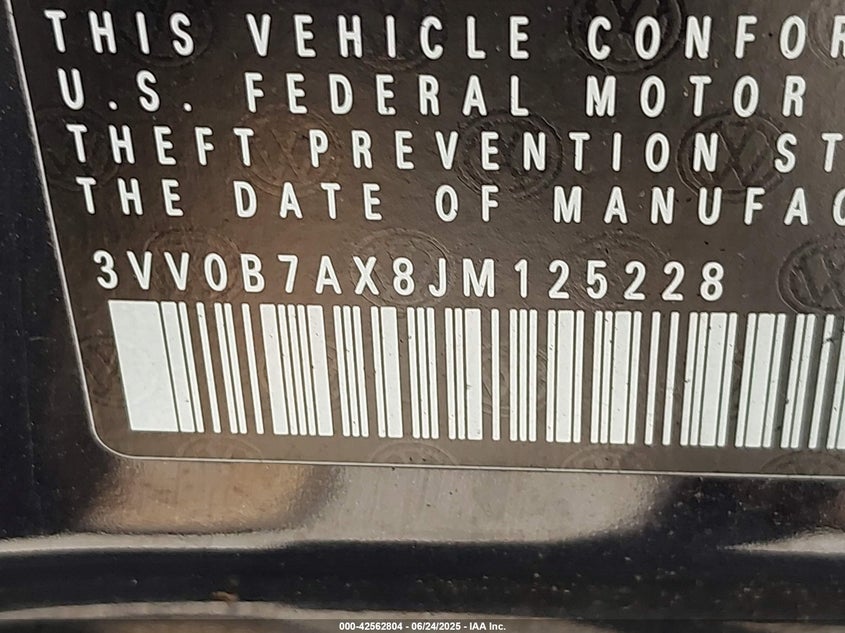 THIS VEHICLE CONFOR
U.S. FEDERAL MOTOR
THEFT PREVENTION ST
THE DATE OF MANUFAC
3VV0B7AX8JM125228
000-42562804 - 06/24/2025 - IAA Inc.